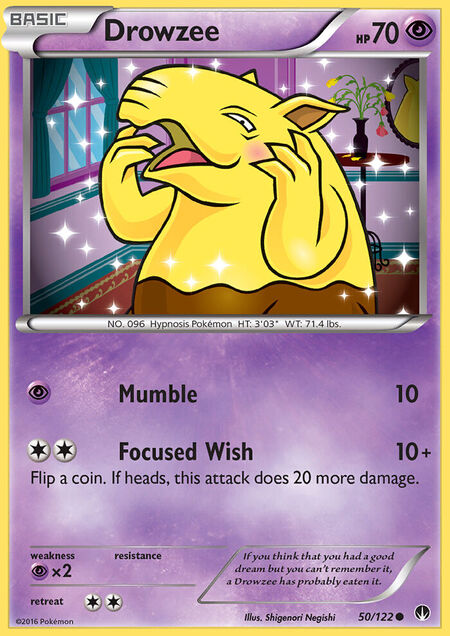 BASIC
Drowzee
HP70
NO. 096 Hypnosis Pokémon HT: 3'03" WT: 71.4 lbs.
Mumble 10
Focused Wish 10+
Flip a coin. If heads, this attack does 20 more damage.
weakness resistance
×2
If you think that you had a good
dream but you can't remember it,
a Drowzee has probably eaten it.
retreat
©2016 Pokémon
Illus. Shigenori Negishi
50/122